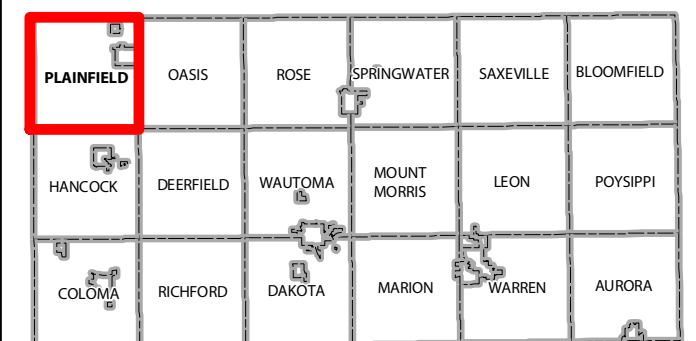 PLAINFIELD OASIS ROSE SPRINGWATER SAXEVILLE BLOOMFIELD
HANCOCK DEERFIELD WAUTOMA MOUNT MORRIS LEON POYSIPPI
COLOMA RICHFORD DAKOTA MARION WARREN AURORA